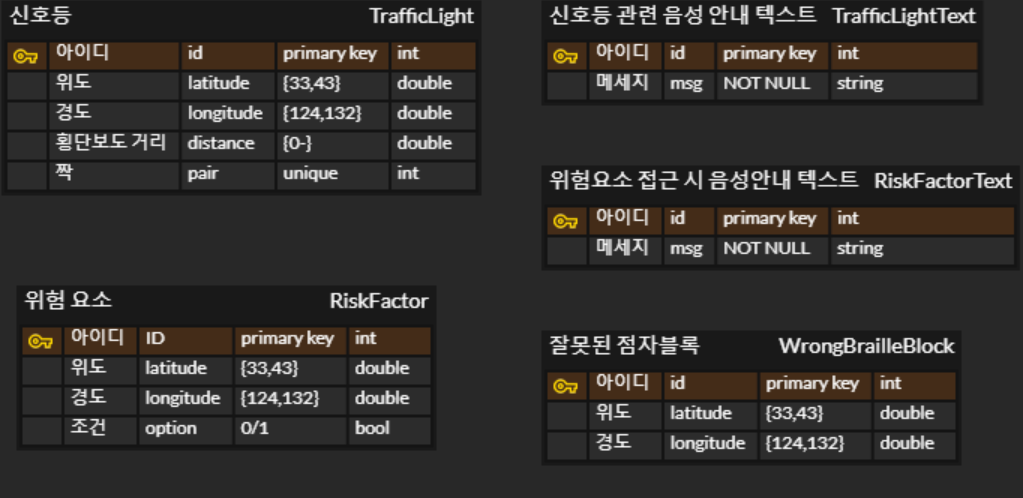 신호등 TrafficLight
아이디 id primary key int
위도 latitude {33,43} double
경도 longitude {124,132} double
횡단보도 거리 distance {0-} double
짝 pair unique int
신호등 관련 음성 안내 텍스트 TrafficLightText
아이디 id primary key int
메세지 msg NOT NULL string
위험요소 접근 시 음성안내 텍스트 RiskFactorText
아이디 id primary key int
메세지 msg NOT NULL string
위험 요소 RiskFactor
아이디 ID primary key int
위도 latitude {33,43} double
경도 longitude {124,132} double
조건 option 0/1 bool
잘못된 점자블록 WrongBrailleBlock
아이디 id primary key int
위도 latitude {33,43} double
경도 longitude {124,132} double